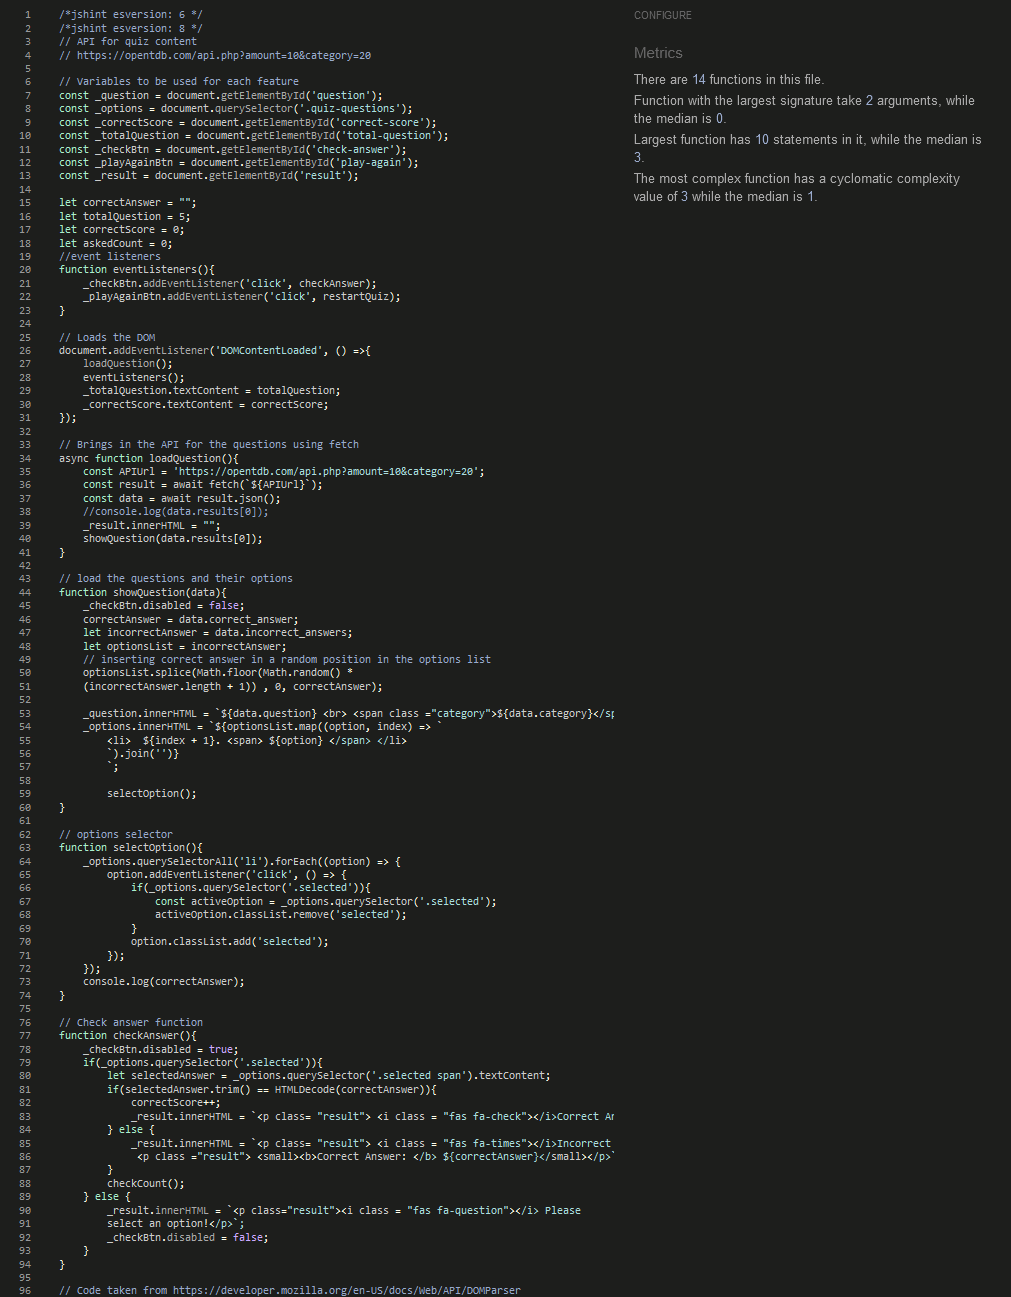 1 /*jshint esversion: 6 */
2 /*jshint esversion: 8 */
3 // API for quiz content
4 // https://opentdb.com/api.php?amount=10&category=20
5
6 // Variables to be used for each feature
7 const _question = document.getElementById('question');
8 const _options = document.querySelector('.quiz-questions');
9 const _correctScore = document.getElementById('correct-score');
10 const _totalQuestion = document.getElementById('total-question');
11 const _checkBtn = document.getElementById('check-answer');
12 const _playAgainBtn = document.getElementById('play-again');
13 const _result = document.getElementById('result');
14
15 let correctAnswer = "";
16 let totalQuestion = 5;
17 let correctScore = 0;
18 let askedCount = 0;
19 //event listeners
20 function eventListeners(){
21     _checkBtn.addEventListener('click', checkAnswer);
22     _playAgainBtn.addEventListener('click', restartQuiz);
23 }
24
25 // Loads the DOM
26 document.addEventListener('DOMContentLoaded', () =>{
27     loadQuestion();
28     eventListeners();
29     _totalQuestion.textContent = totalQuestion;
30     _correctScore.textContent = correctScore;
31 });
32
33 // Brings in the API for the questions using fetch
34 async function loadQuestion(){
35     const APIUrl = 'https://opentdb.com/api.php?amount=10&category=20';
36     const result = await fetch(`${APIUrl}`);
37     const data = await result.json();
38     //console.log(data.results[0]);
39     _result.innerHTML = "";
40     showQuestion(data.results[0]);
41 }
42
43 // load the questions and their options
44 function showQuestion(data){
45     _checkBtn.disabled = false;
46     correctAnswer = data.correct_answer;
47     let incorrectAnswer = data.incorrect_answers;
48     let optionsList = incorrectAnswer;
49     // inserting correct answer in a random position in the options list
50     optionsList.splice(Math.floor(Math.random() *
51     (incorrectAnswer.length + 1)) , 0, correctAnswer);
52
53     _question.innerHTML = `${data.question} <br> <span class ="category">${data.category}</sp
54     _options.innerHTML = `${optionsList.map((option, index) => `
55         <li>  ${index + 1}. <span> ${option} </span> </li>
56         `).join('')}
57         `;
58
59         selectOption();
60 }
61
62 // options selector
63 function selectOption(){
64     _options.querySelectorAll('li').forEach((option) => {
65         option.addEventListener('click', () => {
66             if(_options.querySelector('.selected')){
67                 const activeOption = _options.querySelector('.selected');
68                 activeOption.classList.remove('selected');
69             }
70             option.classList.add('selected');
71         });
72     });
73     console.log(correctAnswer);
74 }
75
76 // Check answer function
77 function checkAnswer(){
78     _checkBtn.disabled = true;
79     if(_options.querySelector('.selected')){
80         let selectedAnswer = _options.querySelector('.selected span').textContent;
81         if(selectedAnswer.trim() == HTMLDecode(correctAnswer)){
82             correctScore++;
83             _result.innerHTML = `<p class= "result"> <i class = "fas fa-check"></i>Correct An
84         } else {
85             _result.innerHTML = `<p class= "result"> <i class = "fas fa-times"></i>Incorrect
86              <p class ="result"> <small><b>Correct Answer: </b> ${correctAnswer}</small></p>`
87         }
88         checkCount();
89     } else {
90         _result.innerHTML = `<p class="result"><i class = "fas fa-question"></i> Please
91         select an option!</p>`;
92         _checkBtn.disabled = false;
93     }
94 }
95
96 // Code taken from https://developer.mozilla.org/en-US/docs/Web/API/DOMParser
CONFIGURE
Metrics
There are 14 functions in this file.
Function with the largest signature take 2 arguments, while
the median is 0.
Largest function has 10 statements in it, while the median is
3.
The most complex function has a cyclomatic complexity
value of 3 while the median is 1.